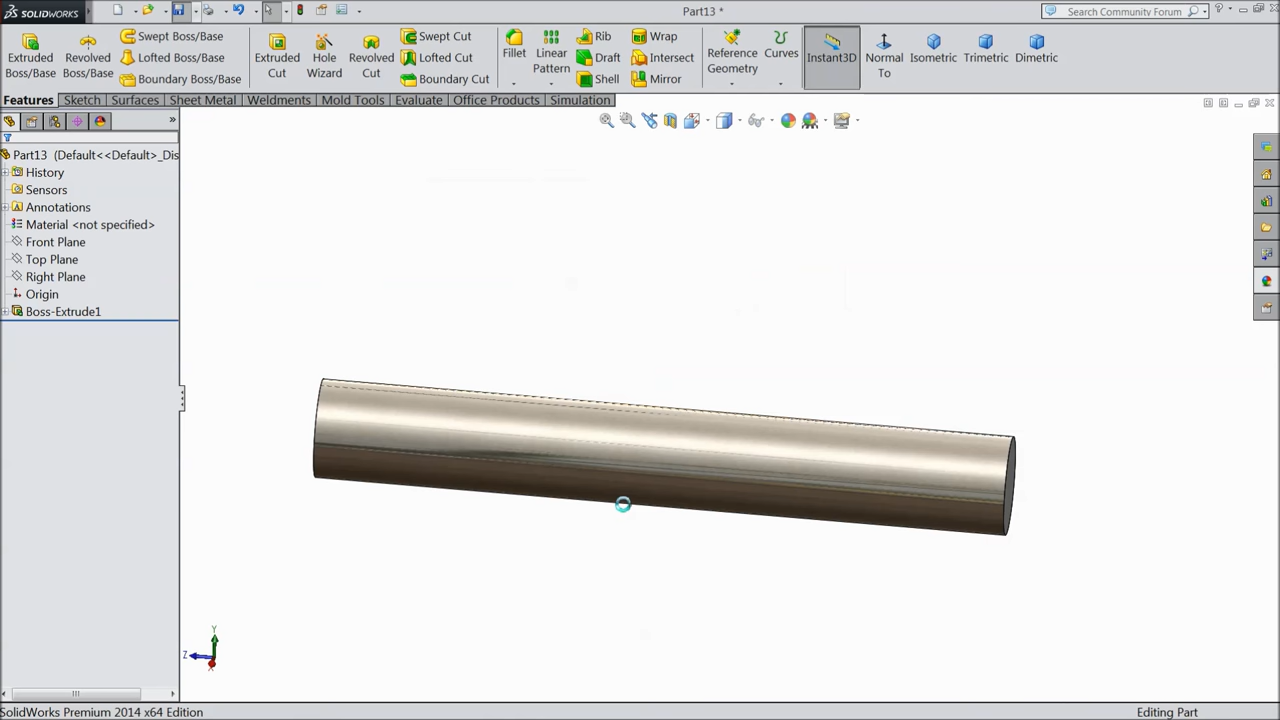 SOLIDWORKS
Part13 *
Search Community Forum
Extruded Boss/Base
Revolved Boss/Base
Swept Boss/Base
Lofted Boss/Base
Boundary Boss/Base
Extruded Cut
Hole Wizard
Revolved Cut
Swept Cut
Lofted Cut
Boundary Cut
Fillet
Linear Pattern
Rib
Draft
Shell
Wrap
Intersect
Mirror
Reference Geometry
Curves
Instant3D
Normal To
Isometric
Trimetric
Dimetric
Features Sketch Surfaces Sheet Metal Weldments Mold Tools Evaluate Office Products Simulation
Part13 (Default<<Default>_Dis
History
Sensors
Annotations
Material <not specified>
Front Plane
Top Plane
Right Plane
Origin
Boss-Extrude1
Y
Z
X
SolidWorks Premium 2014 x64 Edition
Editing Part